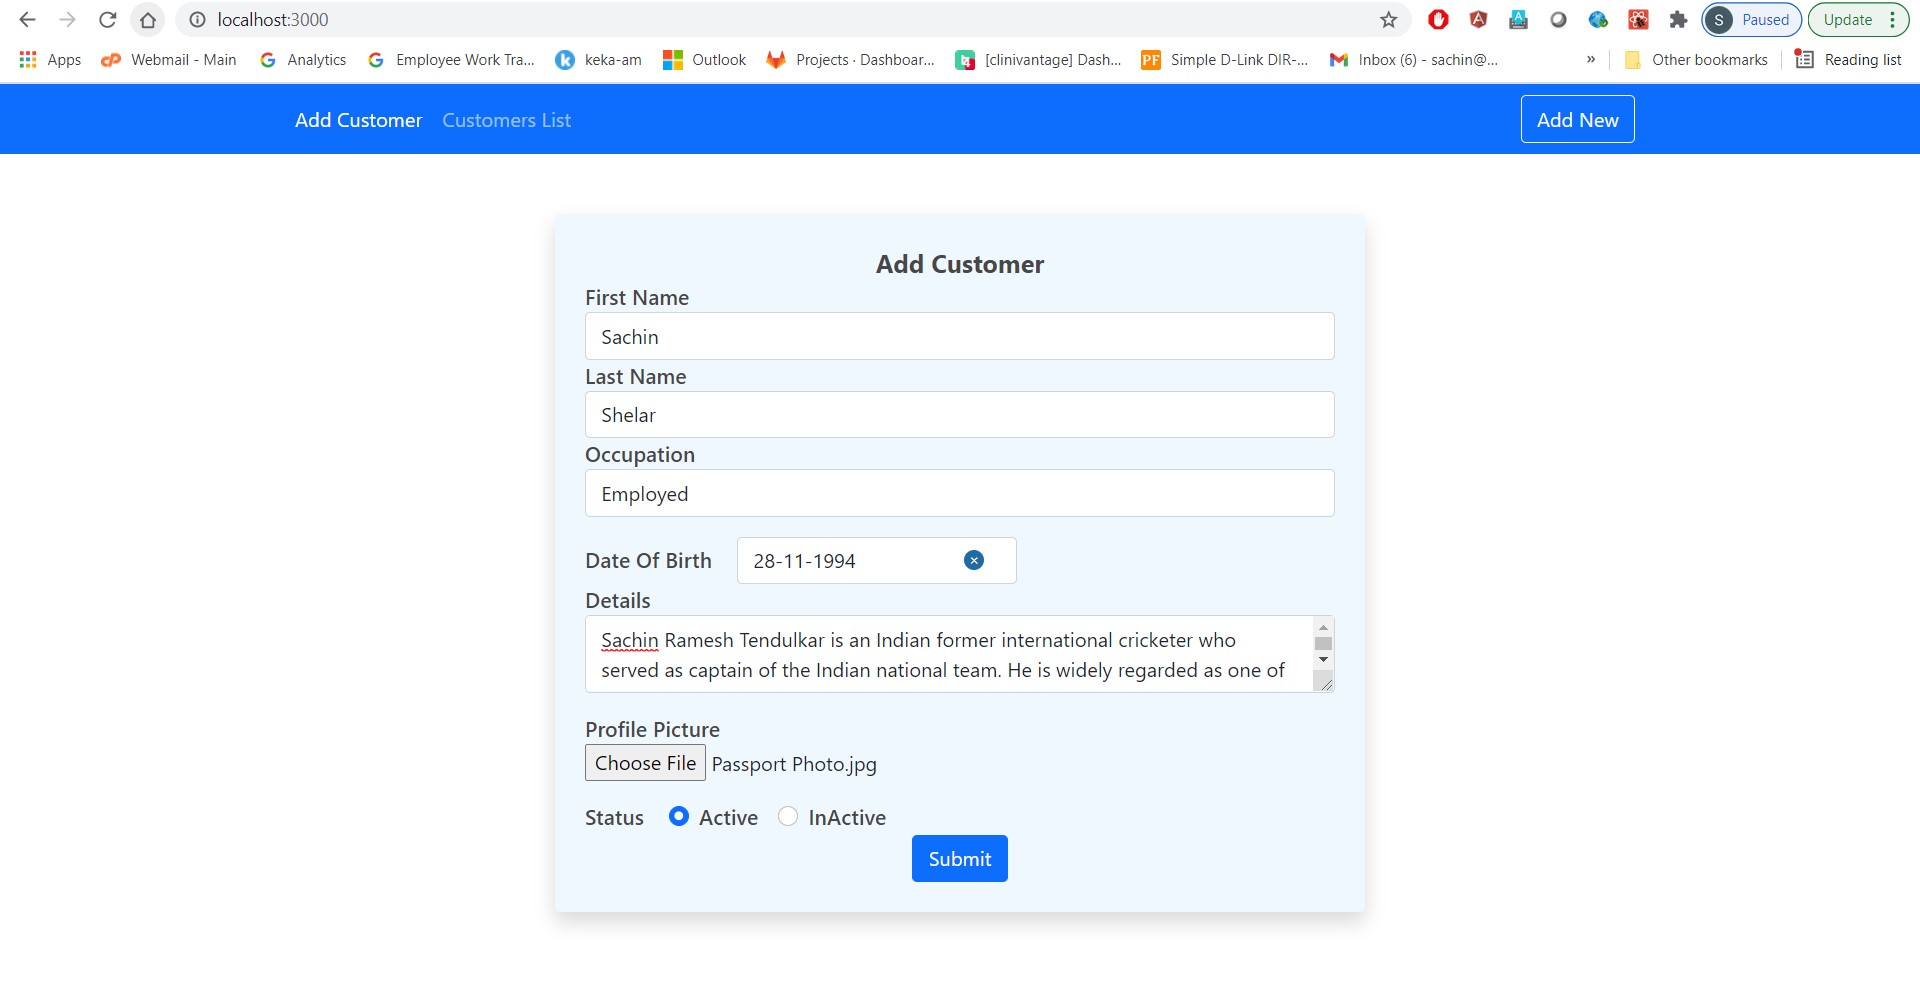 localhost:3000
S Paused Update
Apps Webmail - Main Analytics Employee Work Tra... keka-am Outlook Projects · Dashboar... [clinivantage] Dash... PF Simple D-Link DIR-... Inbox (6) - sachin@... » Other bookmarks Reading list
Add Customer Customers List Add New
Add Customer
First Name
Sachin
Last Name
Shelar
Occupation
Employed
Date Of Birth 28-11-1994
Details
Sachin Ramesh Tendulkar is an Indian former international cricketer who
served as captain of the Indian national team. He is widely regarded as one of
Profile Picture
Choose File Passport Photo.jpg
Status Active InActive
Submit